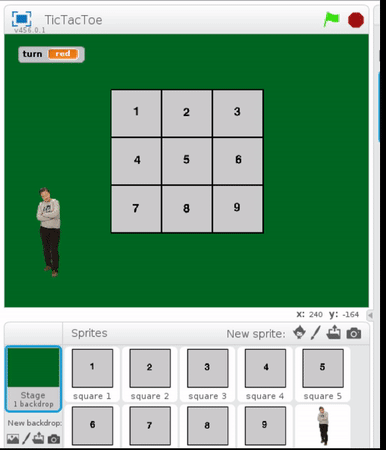 TicTacToe
v456.0.1
turn red
1 2 3
4 5 6
7 8 9
x: 240 y: -164
Sprites New sprite:
1 2 3 4 5
Stage
1 backdrop
square 1 square 2 square 3 square 4 square 5
New backdrop:
6 7 8 9